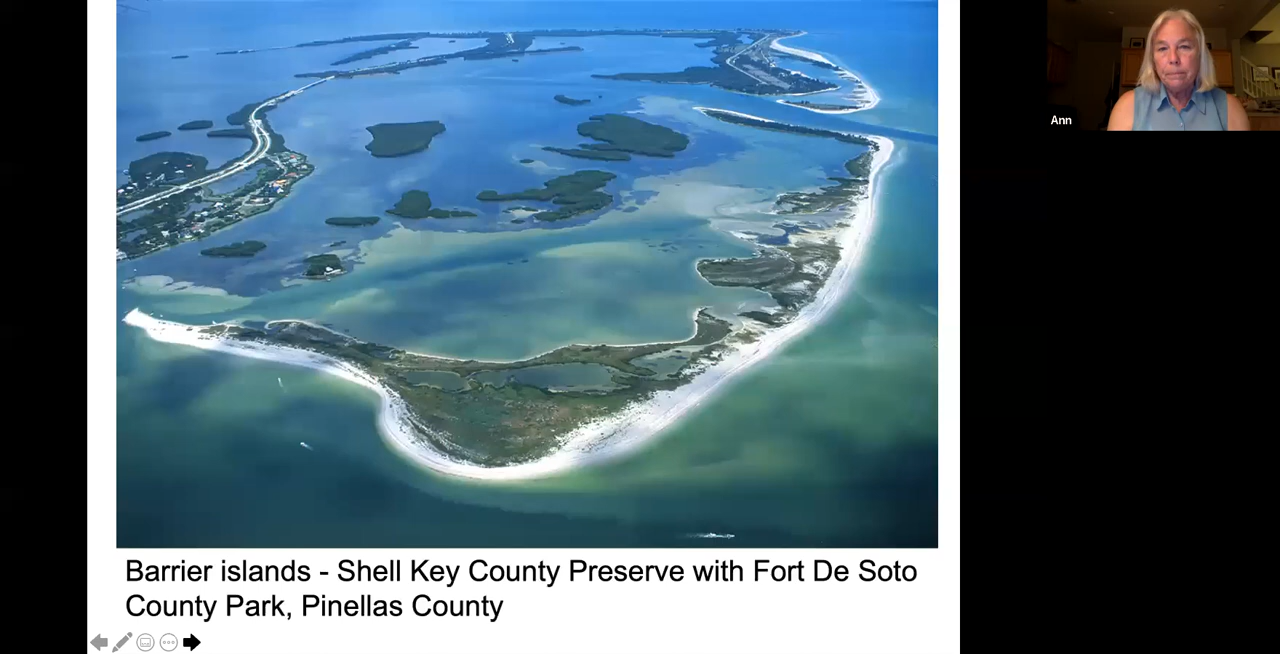 Ann
Barrier islands - Shell Key County Preserve with Fort De Soto
County Park, Pinellas County